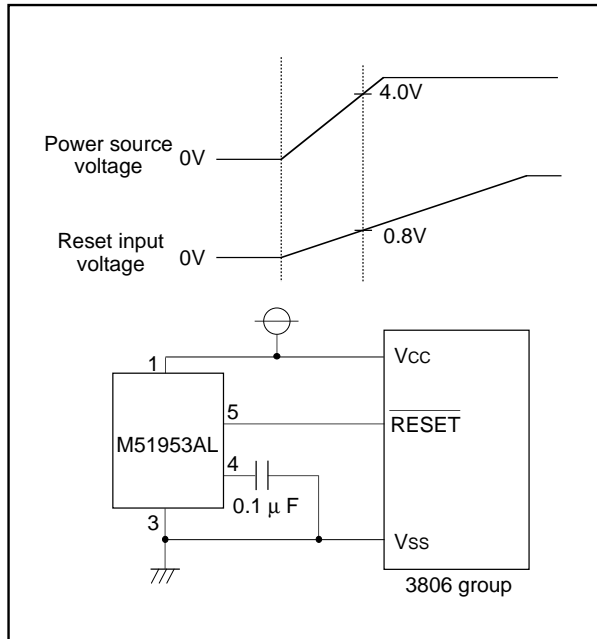 4.0V
Power source
voltage
0V
0.8V
Reset input
voltage
0V
1
VCC
5
RESET
M51953AL
4
0.1 μ F
3
VSS
3806 group